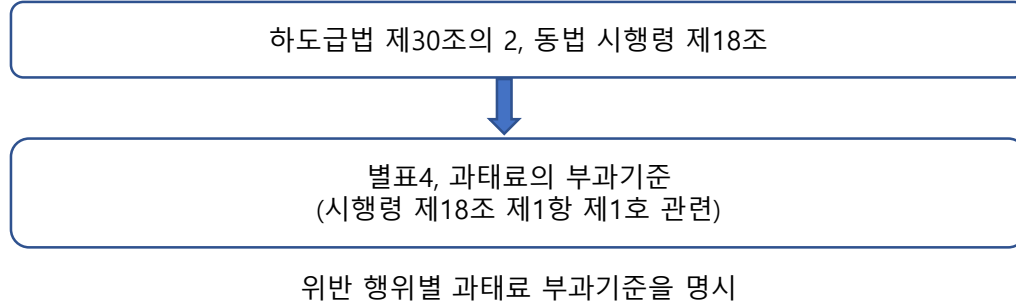 하도급법 제30조의 2, 동법 시행령 제18조
별표4, 과태료의 부과기준
(시행령 제18조 제1항 제1호 관련)
위반 행위별 과태료 부과기준을 명시